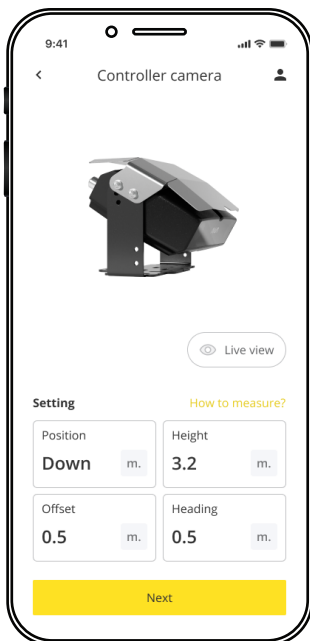 9:41
Controller camera
Live view
Setting How to measure?
Position Height
Down m. 3.2 m.
Offset Heading
0.5 m. 0.5 m.
Next